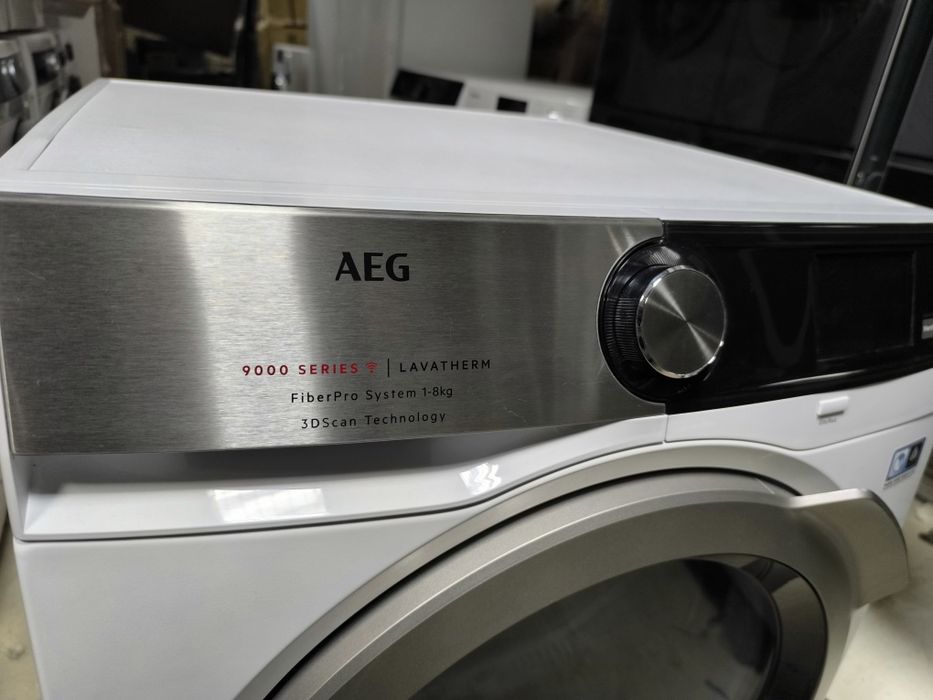 AEG
9000 SERIES | LAVATHERM
FiberPro System 1-8kg
3DScan Technology